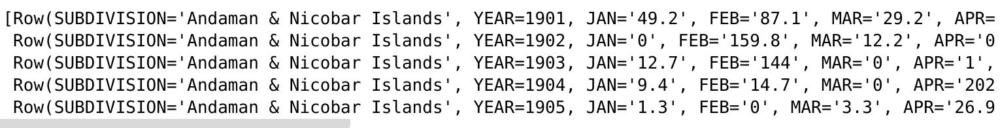 [Row(SUBDIVISION='Andaman & Nicobar Islands', YEAR=1901, JAN='49.2', FEB='87.1', MAR='29.2', APR=
Row(SUBDIVISION='Andaman & Nicobar Islands', YEAR=1902, JAN='0', FEB='159.8', MAR='12.2', APR='0
Row(SUBDIVISION='Andaman & Nicobar Islands', YEAR=1903, JAN='12.7', FEB='144', MAR='0', APR='1',
Row(SUBDIVISION='Andaman & Nicobar Islands', YEAR=1904, JAN='9.4', FEB='14.7', MAR='0', APR='202
Row(SUBDIVISION='Andaman & Nicobar Islands', YEAR=1905, JAN='1.3', FEB='0', MAR='3.3', APR='26.9